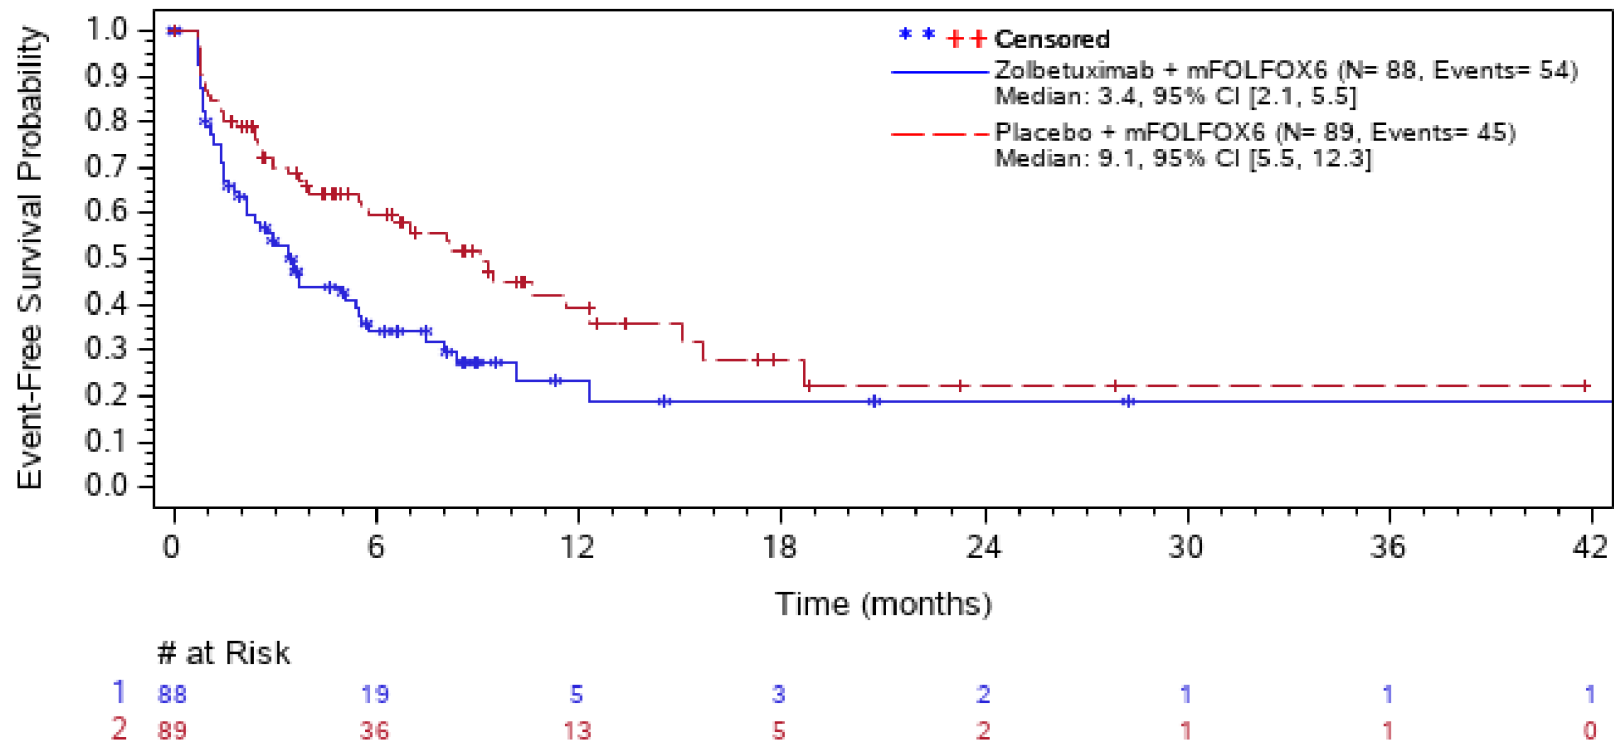 Event-Free Survival Probability
1.0
0.9
0.8
0.7
0.6
0.5
0.4
0.3
0.2
0.1
0.0
Censored
Zolbetuximab + mFOLFOX6 (N= 88, Events= 54)
Median: 3.4, 95% CI [2.1, 5.5]
Placebo + mFOLFOX6 (N= 89, Events= 45)
Median: 9.1, 95% CI [5.5, 12.3]
0 6 12 18 24 30 36 42
Time (months)
# at Risk
1 88 19 5 3 2 1 1 1
2 89 36 13 5 2 1 1 0